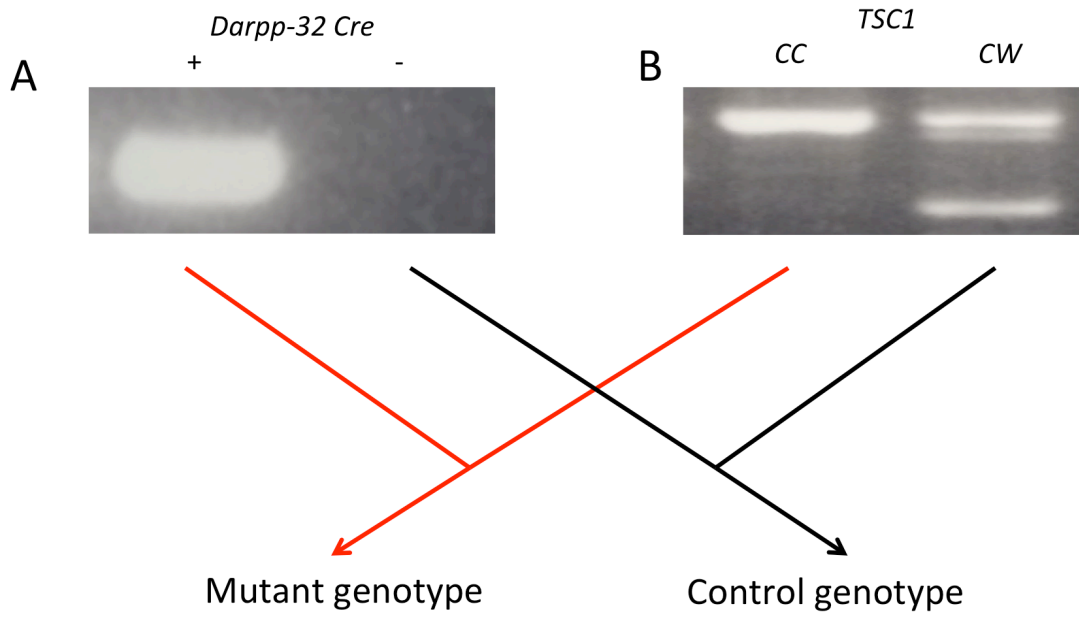 Darpp-32 Cre
+ -
A
TSC1
CC CW
B
Mutant genotype
Control genotype